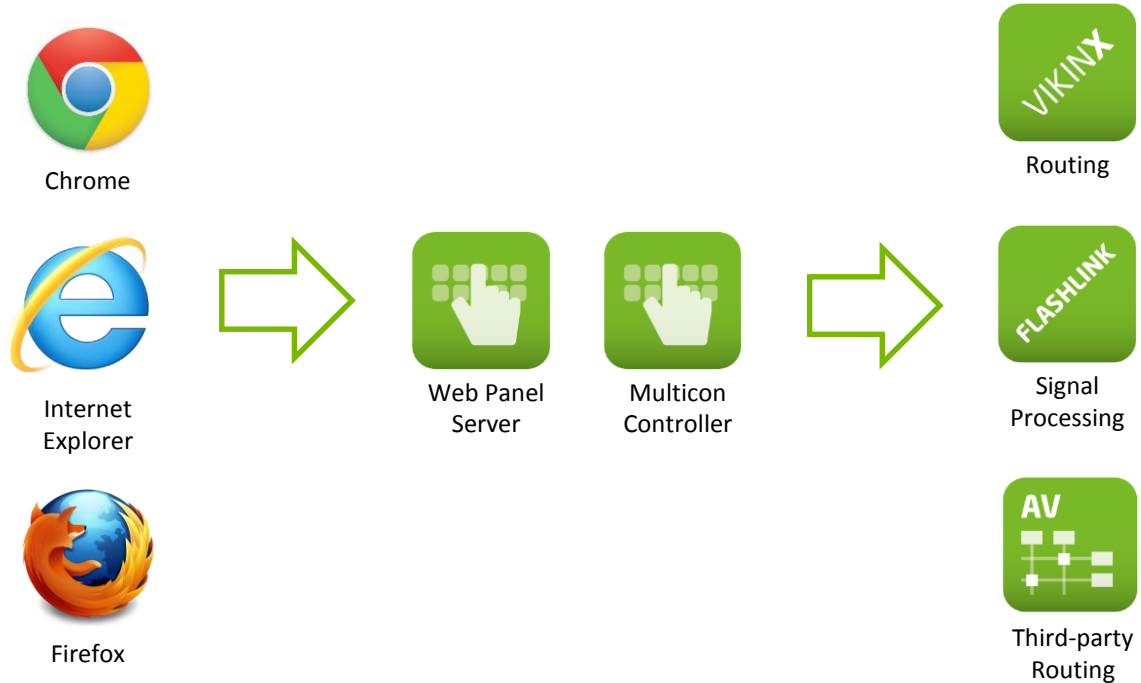 Chrome
Internet
Explorer
Firefox
Web Panel
Server
Multicon
Controller
VIKINX
Routing
FLASHLINK
Signal
Processing
AV
Third-party
Routing